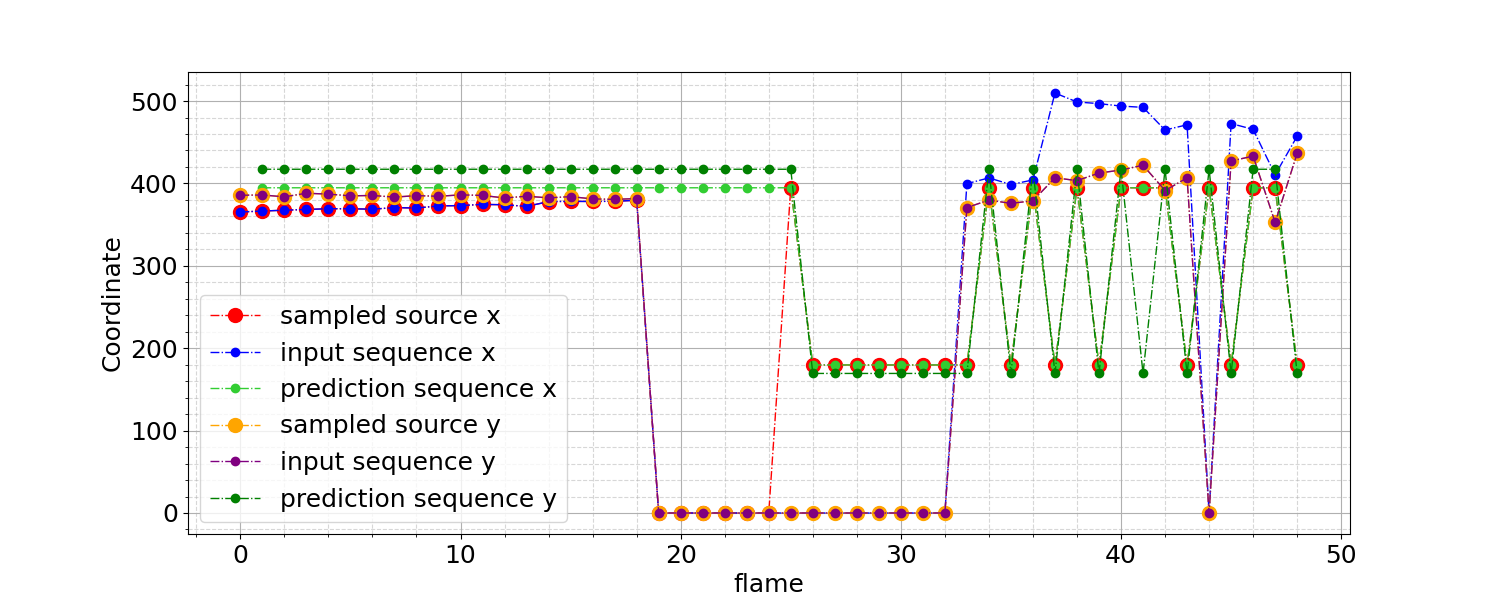 500
400
300
200
100
0
Coordinate
sampled source x
input sequence x
prediction sequence x
sampled source y
input sequence y
prediction sequence y
0 10 20 30 40 50
flame